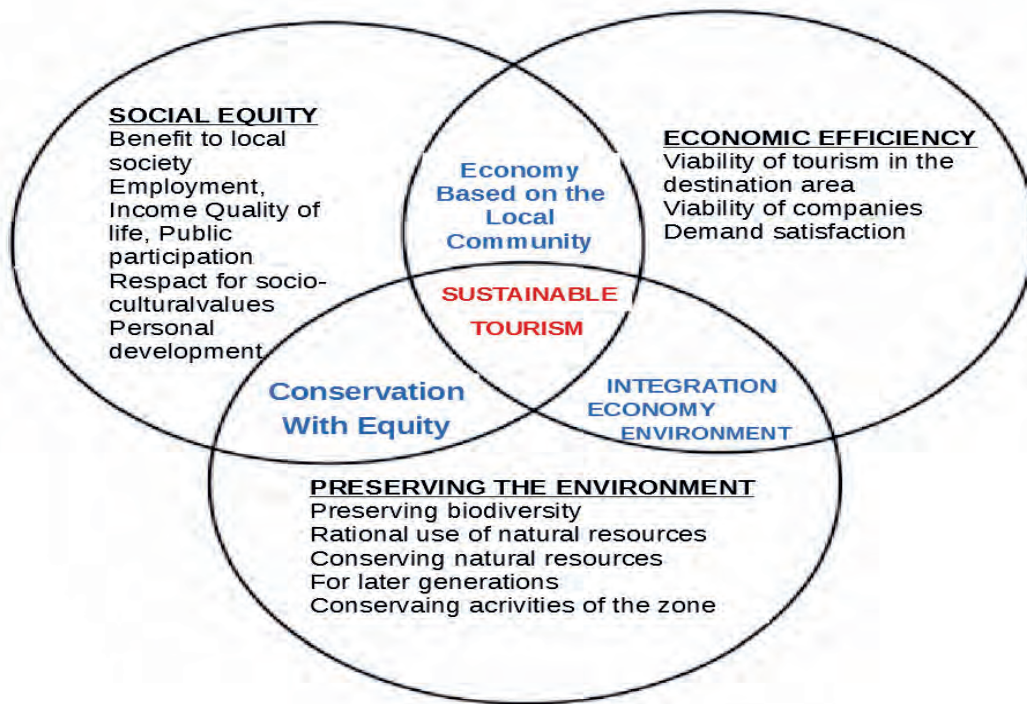 SOCIAL EQUITY
Benefit to local
society
Employment,
Income Quality of
life, Public
participation
Respact for socio-
culturalvalues
Personal
development
Economy
Based on the
Local
Community
ECONOMIC EFFICIENCY
Viability of tourism in the
destination area
Viability of companies
Demand satisfaction
SUSTAINABLE
TOURISM
Conservation
With Equity
INTEGRATION
ECONOMY
ENVIRONMENT
PRESERVING THE ENVIRONMENT
Preserving biodiversity
Rational use of natural resources
Conserving natural resources
For later generations
Conservaing acrivities of the zone